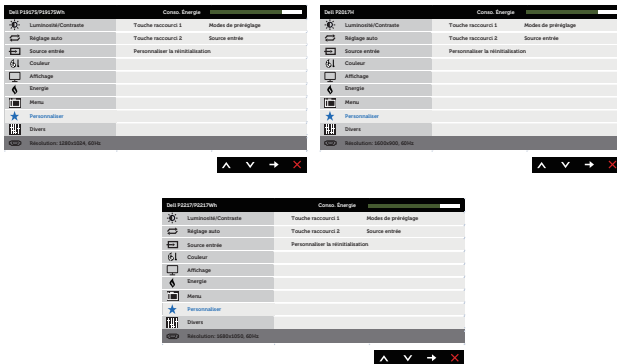 Dell P1917S/P1917SWh Conso. Énergie
Luminosité/Contraste Touche raccourci 1 Modes de préréglage
Réglage auto Touche raccourci 2 Source entrée
Source entrée Personnaliser la réinitialisation
Couleur
Affichage
Energie
Menu
Personnaliser
Divers
Résolution: 1280x1024, 60Hz
Dell P2017H Conso. Énergie
Luminosité/Contraste Touche raccourci 1 Modes de préréglage
Réglage auto Touche raccourci 2 Source entrée
Source entrée Personnaliser la réinitialisation
Couleur
Affichage
Energie
Menu
Personnaliser
Divers
Résolution: 1600x900, 60Hz
Dell P2217/P2217Wh Conso. Énergie
Luminosité/Contraste Touche raccourci 1 Modes de préréglage
Réglage auto Touche raccourci 2 Source entrée
Source entrée Personnaliser la réinitialisation
Couleur
Affichage
Energie
Menu
Personnaliser
Divers
Résolution: 1680x1050, 60Hz